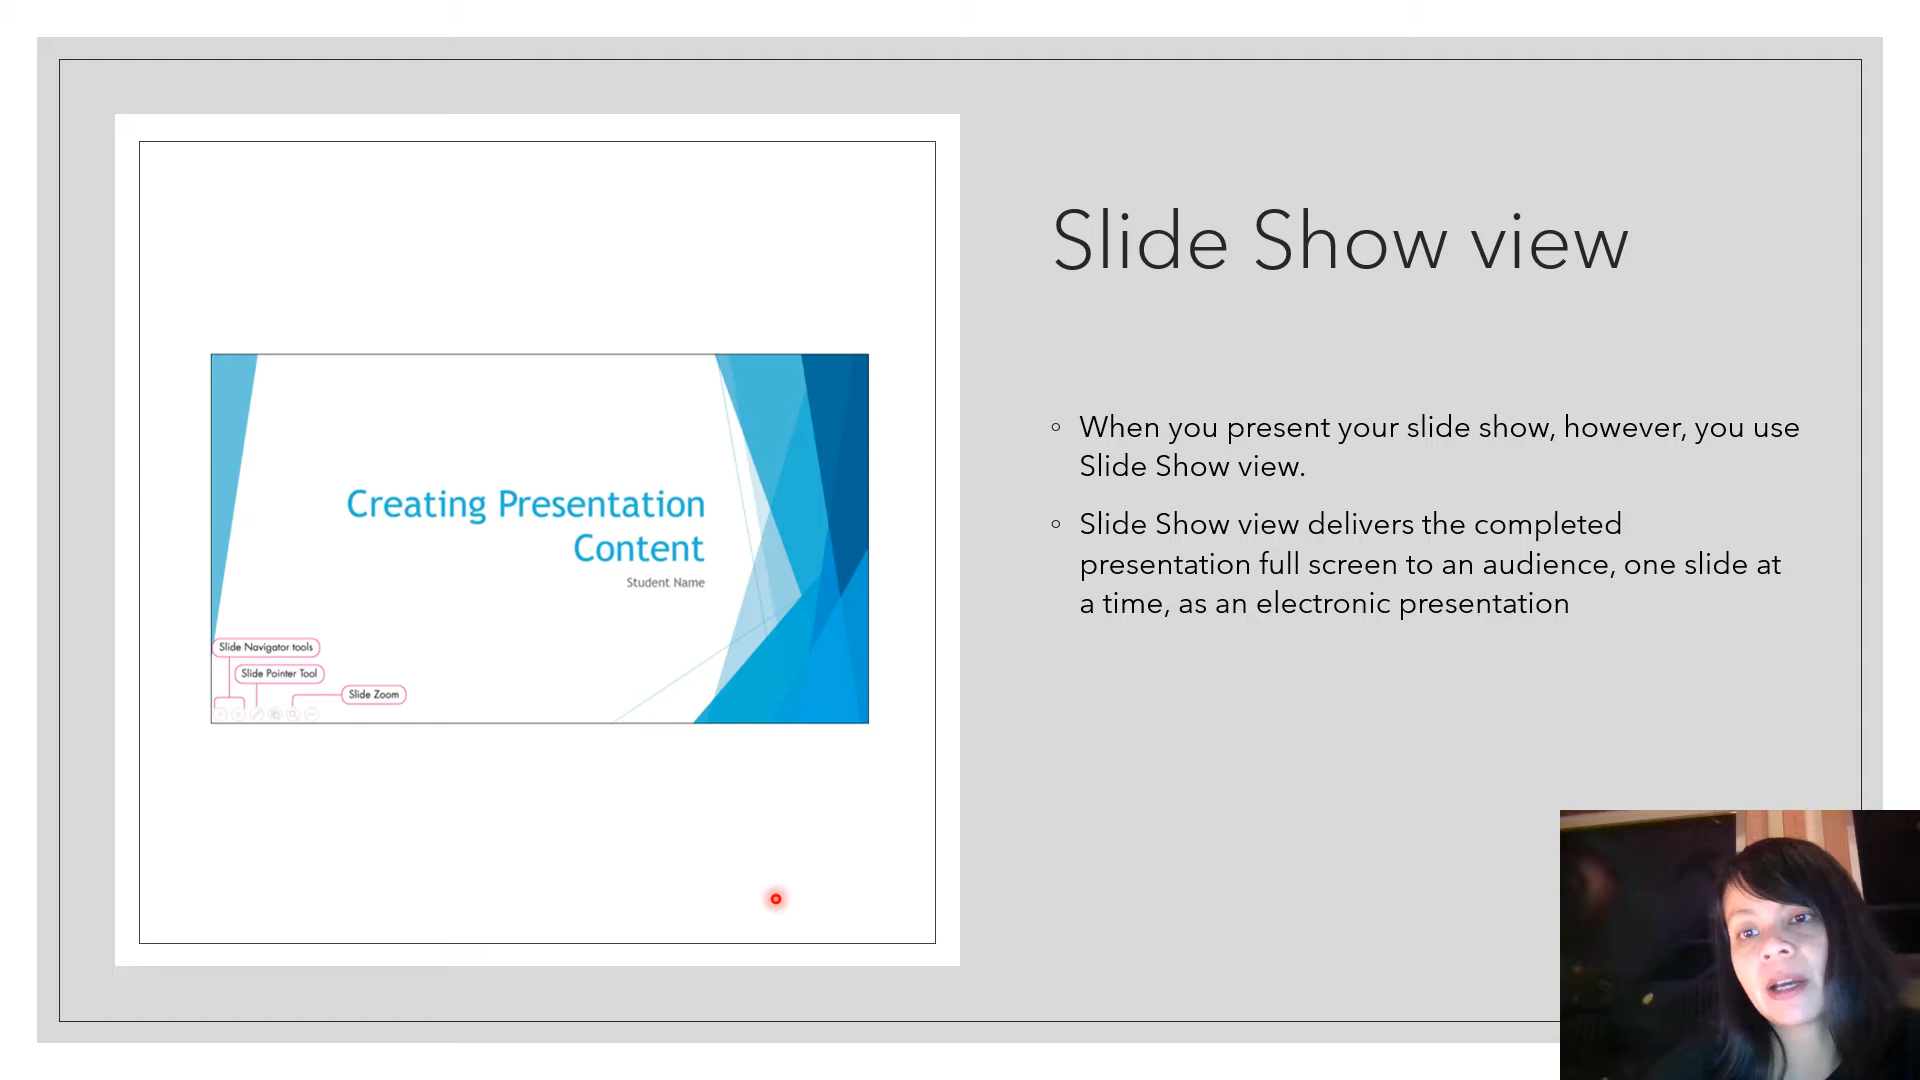 Slide Show view
◦ When you present your slide show, however, you use
Slide Show view.
◦ Slide Show view delivers the completed
presentation full screen to an audience, one slide at
a time, as an electronic presentation
Creating Presentation
Content
Student Name
Slide Navigator tools
Slide Pointer Tool
Slide Zoom